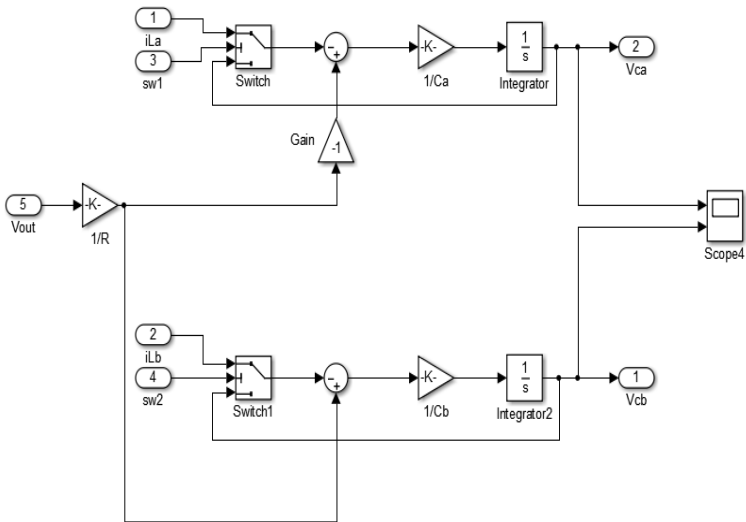 1
iLa
3
sw1
Switch
-K-
1/Ca
1
s
Integrator
2
Vca
Gain
-1
5
Vout
-K-
1/R
Scope4
2
iLb
4
sw2
Switch1
-K-
1/Cb
1
s
Integrator2
1
Vcb